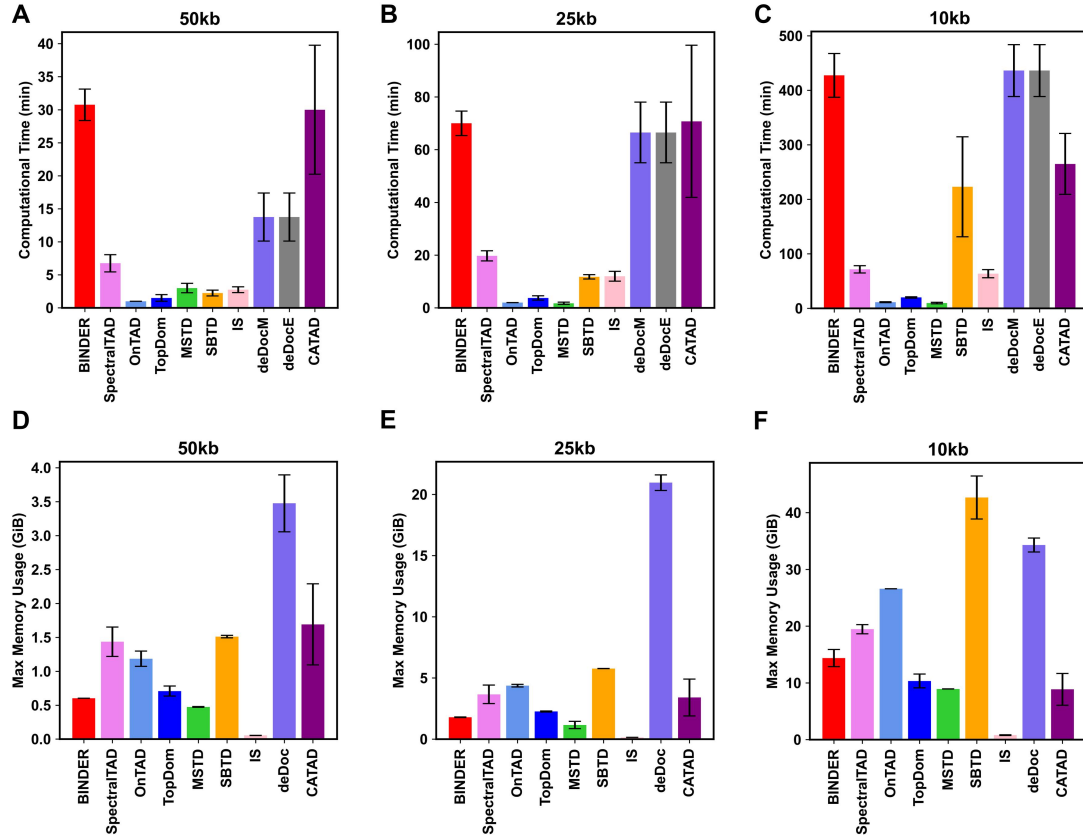 A
50kb
Computational Time (min)
40
35
30
25
20
15
10
5
0
BINDER
SpectralTAD
OnTAD
TopDom
MSTD
SBTD
IS
deDocM
deDocE
CATAD
B
25kb
Computational Time (min)
100
80
60
40
20
0
BINDER
SpectralTAD
OnTAD
TopDom
MSTD
SBTD
IS
deDocM
deDocE
CATAD
C
10kb
Computational Time (min)
500
400
300
200
100
0
BINDER
SpectralTAD
OnTAD
TopDom
MSTD
SBTD
IS
deDocM
deDocE
CATAD
D
50kb
Max Memory Usage (GiB)
4.0
3.5
3.0
2.5
2.0
1.5
1.0
0.5
0.0
BINDER
SpectralTAD
OnTAD
TopDom
MSTD
SBTD
IS
deDoc
CATAD
E
25kb
Max Memory Usage (GiB)
20
15
10
5
0
BINDER
SpectralTAD
OnTAD
TopDom
MSTD
SBTD
IS
deDoc
CATAD
F
10kb
Max Memory Usage (GiB)
40
30
20
10
0
BINDER
SpectralTAD
OnTAD
TopDom
MSTD
SBTD
IS
deDoc
CATAD